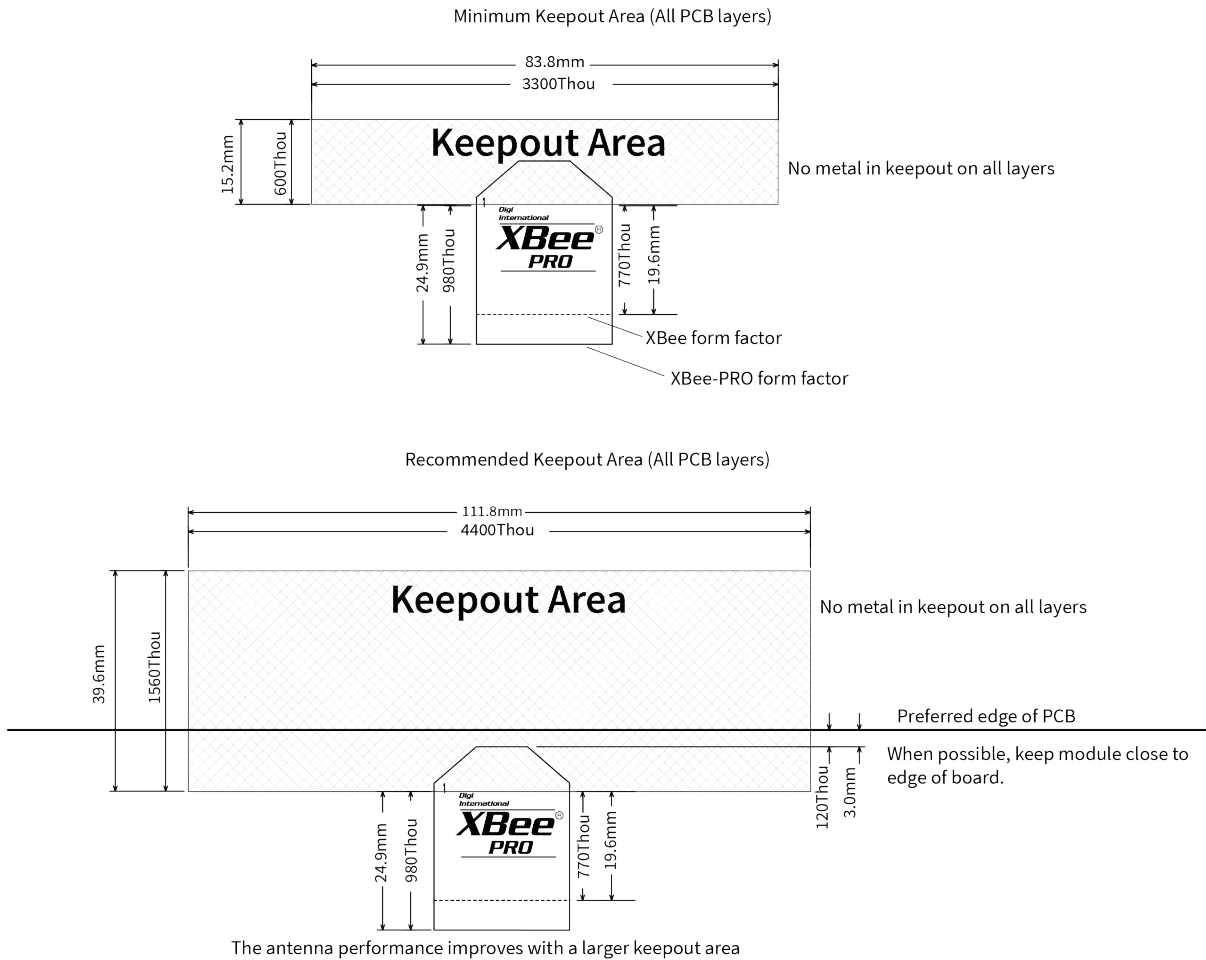 Minimum Keepout Area (All PCB layers)
83.8mm
3300Thou
Keepout Area
15.2mm
600Thou
No metal in keepout on all layers
1
Digi
International
XBee®
PRO
24.9mm
980Thou
770Thou
19.6mm
XBee form factor
XBee-PRO form factor
Recommended Keepout Area (All PCB layers)
111.8mm
4400Thou
Keepout Area
No metal in keepout on all layers
39.6mm
1560Thou
Preferred edge of PCB
When possible, keep module close to
edge of board.
120Thou
3.0mm
1
Digi
International
XBee®
PRO
24.9mm
980Thou
770Thou
19.6mm
The antenna performance improves with a larger keepout area